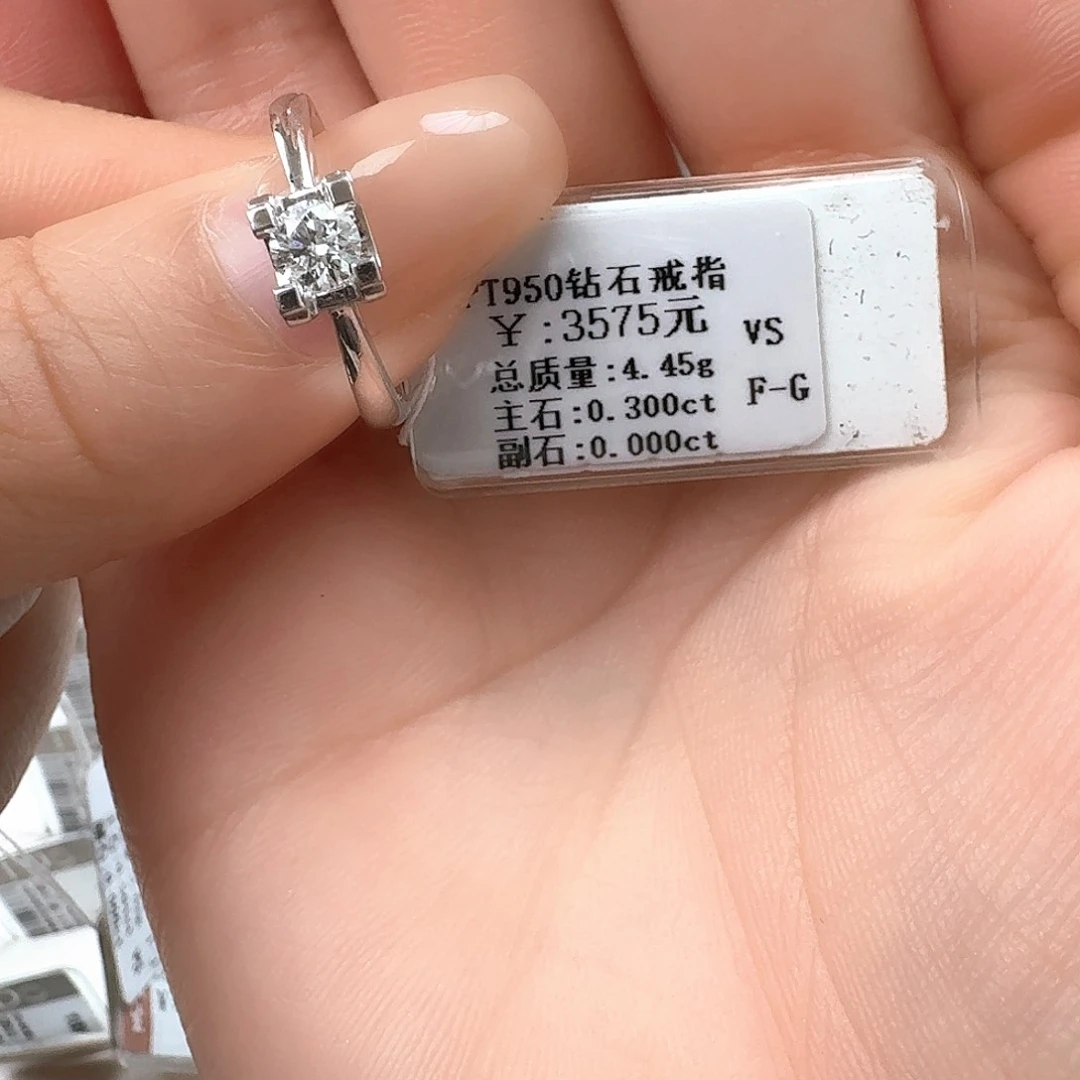 PT950钻石戒指
￥:3575元
VS
总质量:4.45g
F-G
主石:0.300ct
副石:0.000ct